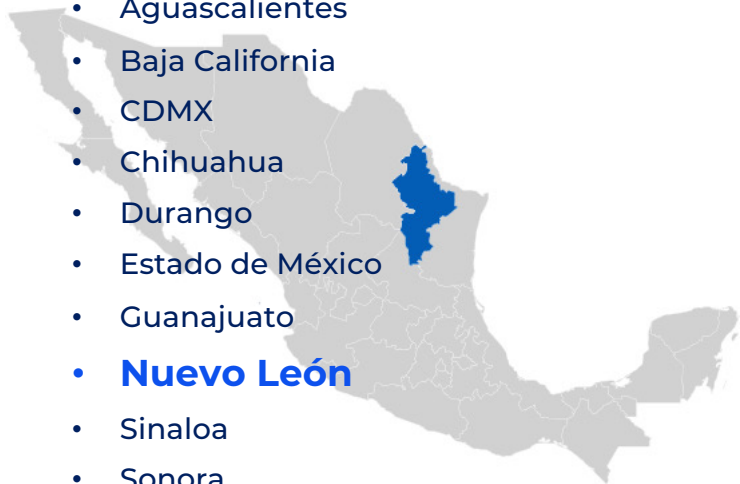 • Aguascalientes
• Baja California
• CDMX
• Chihuahua
• Durango
• Estado de México
• Guanajuato
• Nuevo León
• Sinaloa
• Sonora